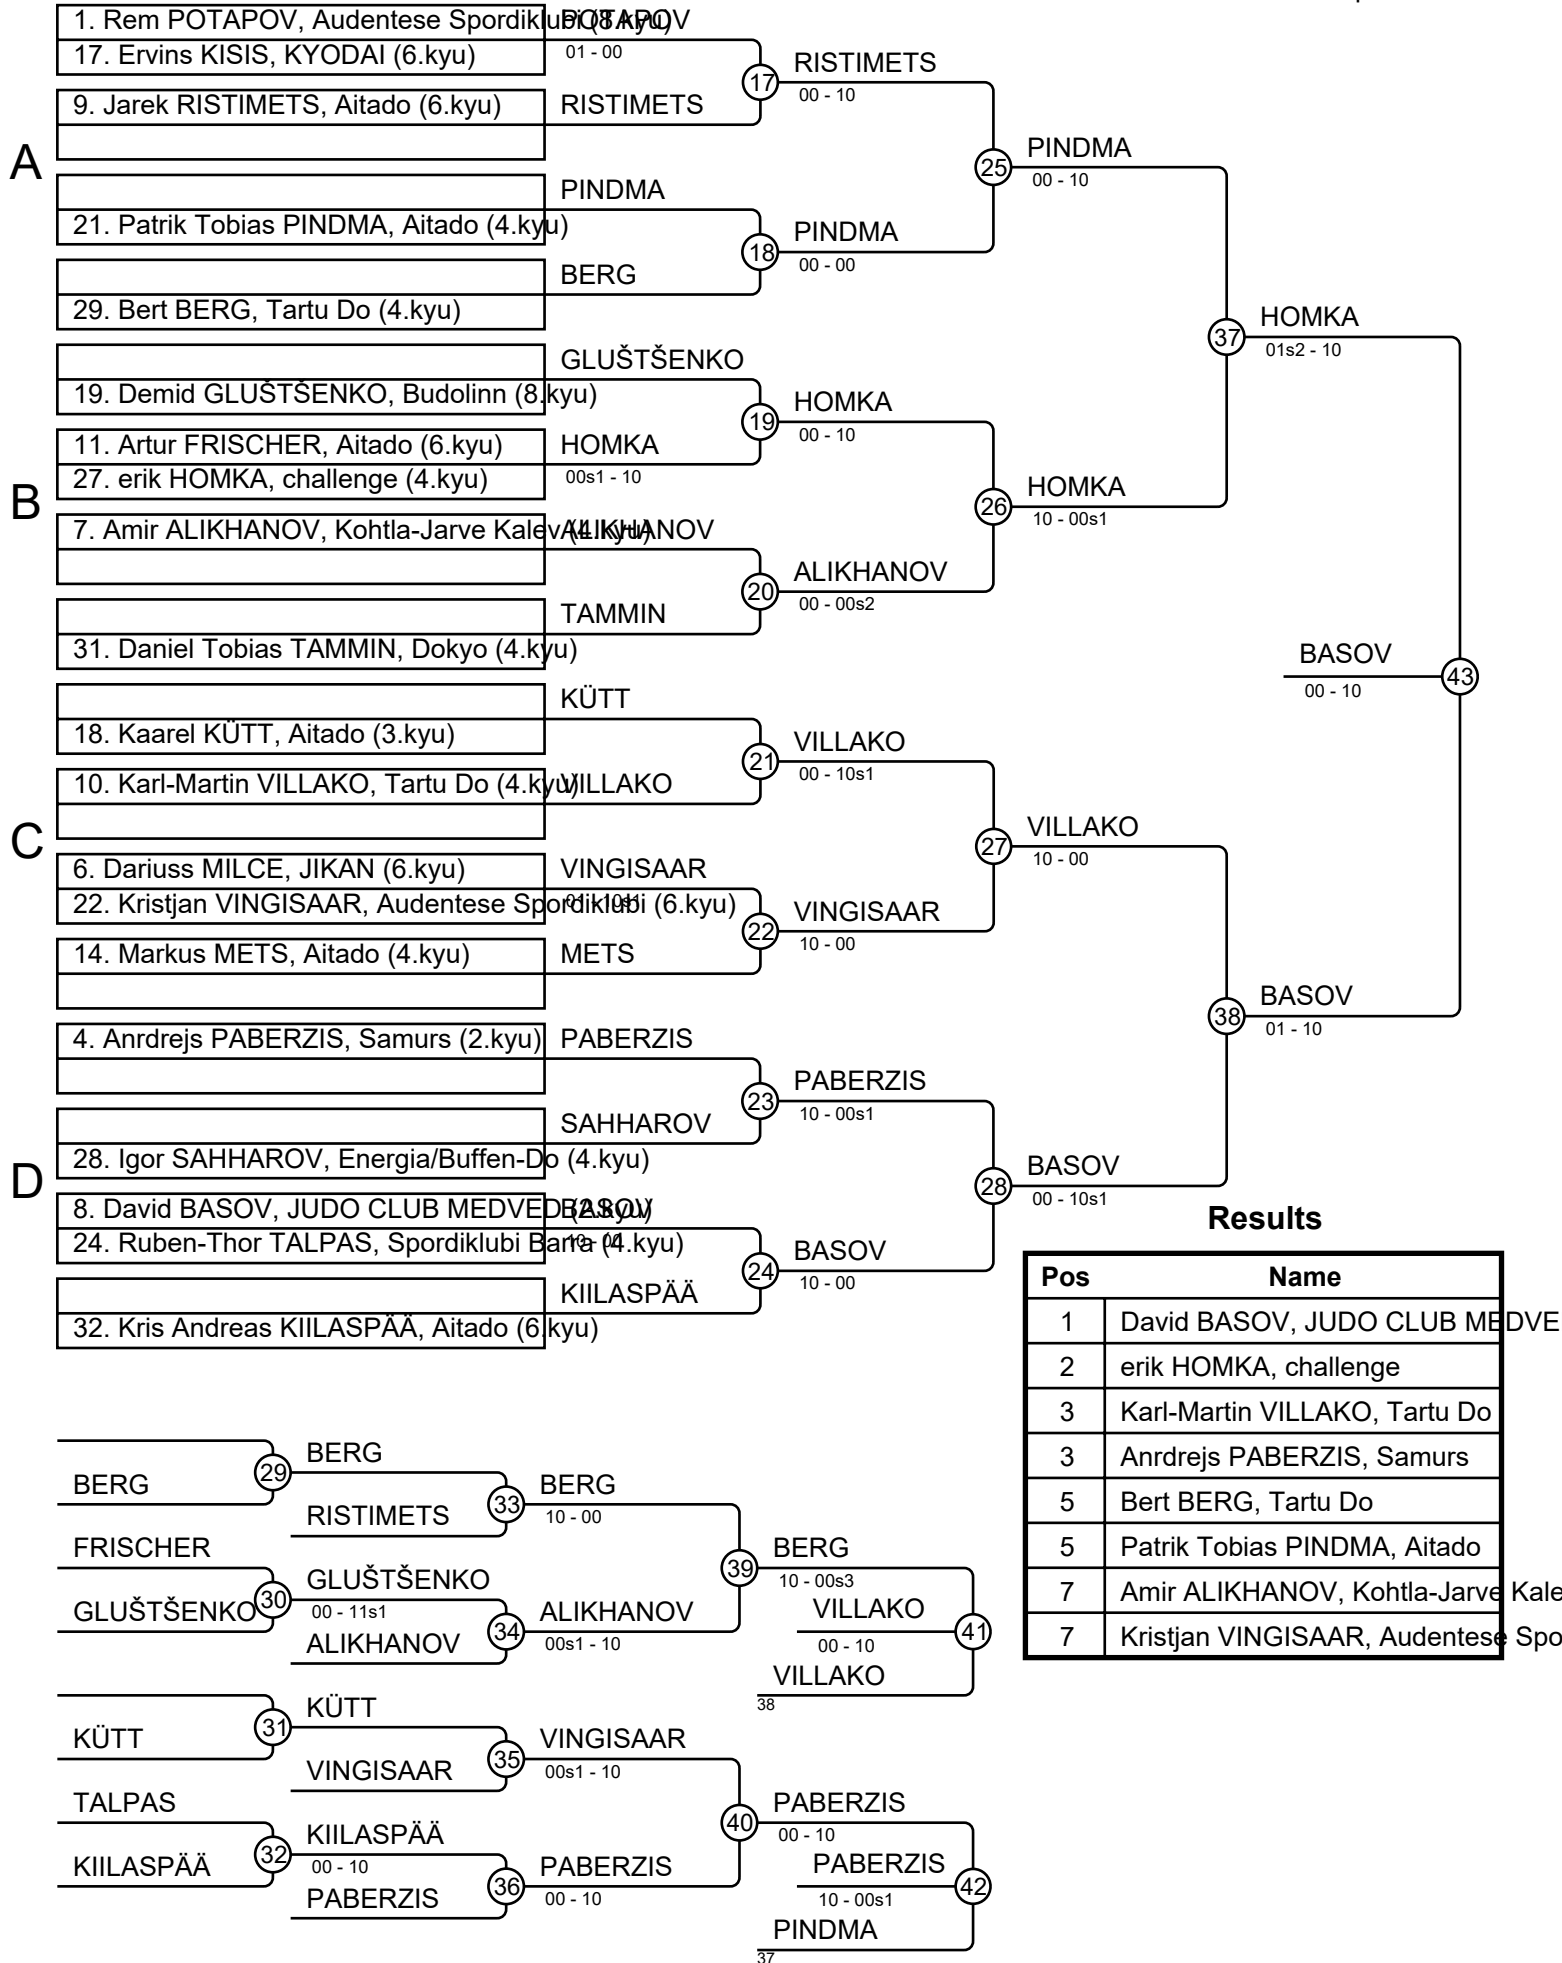 1. Rem POTAPOV, Audentese Spordiklubi (8.kyu)
POTAPOV
17. Ervins KISIS, KYODAI (6.kyu)
01 - 00
17
RISTIMETS
00 - 10
9. Jarek RISTIMETS, Aitado (6.kyu)
RISTIMETS
A
25
PINDMA
00 - 10
PINDMA
21. Patrik Tobias PINDMA, Aitado (4.kyu)
18
PINDMA
00 - 00
BERG
29. Bert BERG, Tartu Do (4.kyu)
37
HOMKA
01s2 - 10
GLUŠTŠENKO
19. Demid GLUŠTŠENKO, Budolinn (8.kyu)
19
HOMKA
00 - 10
11. Artur FRISCHER, Aitado (6.kyu)
HOMKA
27. erik HOMKA, challenge (4.kyu)
00s1 - 10
B
26
HOMKA
10 - 00s1
7. Amir ALIKHANOV, Kohtla-Jarve Kalev (4.kyu)
ALIKHANOV
20
ALIKHANOV
00 - 00s2
TAMMIN
31. Daniel Tobias TAMMIN, Dokyo (4.kyu)
BASOV
43
00 - 10
KÜTT
18. Kaarel KÜTT, Aitado (3.kyu)
21
VILLAKO
00 - 10s1
10. Karl-Martin VILLAKO, Tartu Do (4.kyu)
VILLAKO
C
27
VILLAKO
10 - 00
6. Dariuss MILCE, JIKAN (6.kyu)
VINGISAAR
22. Kristjan VINGISAAR, Audentese Spordiklubi (6.kyu)
22
VINGISAAR
10 - 00
14. Markus METS, Aitado (4.kyu)
METS
38
BASOV
01 - 10
4. Anrdrejs PABERZIS, Samurs (2.kyu)
PABERZIS
23
PABERZIS
10 - 00s1
SAHHAROV
28. Igor SAHHAROV, Energia/Buffen-Do (4.kyu)
D
28
BASOV
00 - 10s1
8. David BASOV, JUDO CLUB MEDVED (2.kyu)
BASOV
24. Ruben-Thor TALPAS, Spordiklubi Barra (4.kyu)
10 - 00
24
BASOV
10 - 00
KIILASPÄÄ
32. Kris Andreas KIILASPÄÄ, Aitado (6.kyu)
Results
Pos Name
1 David BASOV, JUDO CLUB MEDVE
2 erik HOMKA, challenge
3 Karl-Martin VILLAKO, Tartu Do
3 Anrdrejs PABERZIS, Samurs
5 Bert BERG, Tartu Do
5 Patrik Tobias PINDMA, Aitado
7 Amir ALIKHANOV, Kohtla-Jarve Kale
7 Kristjan VINGISAAR, Audentese Spo
BERG
29
BERG
RISTIMETS
33
BERG
10 - 00
FRISCHER
GLUŠTŠENKO
30
GLUŠTŠENKO
00 - 11s1
ALIKHANOV
34
ALIKHANOV
00s1 - 10
39
BERG
10 - 00s3
VILLAKO
41
00 - 10
VILLAKO
38
KÜTT
31
KÜTT
VINGISAAR
35
VINGISAAR
00s1 - 10
TALPAS
KIILASPÄÄ
32
KIILASPÄÄ
00 - 10
PABERZIS
36
PABERZIS
00 - 10
40
PABERZIS
00 - 10
PABERZIS
42
10 - 00s1
PINDMA
37